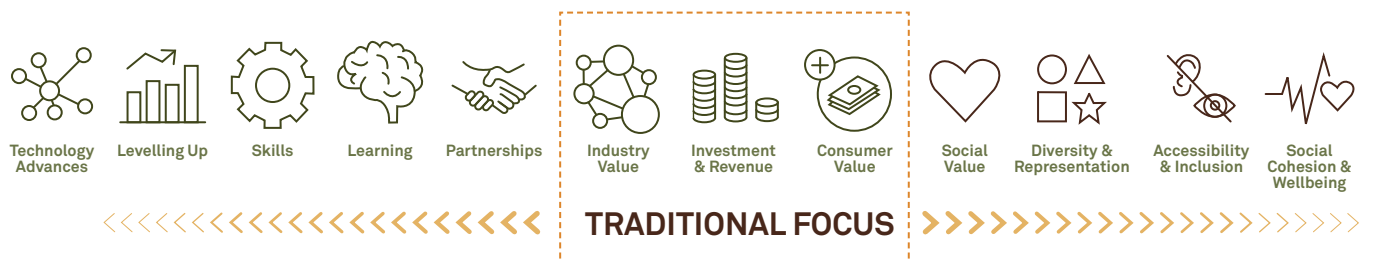 Technology
Advances
Levelling Up
Skills
Learning
Partnerships
Industry
Value
Investment
& Revenue
Consumer
Value
Social
Value
Diversity &
Representation
Accessibility
& Inclusion
Social
Cohesion &
Wellbeing
TRADITIONAL FOCUS